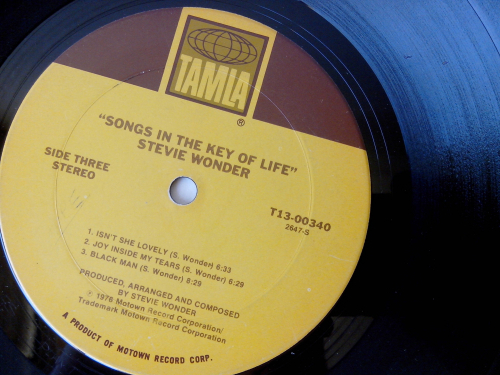 TAMLA
®
"SONGS IN THE KEY OF LIFE"
STEVIE WONDER
SIDE THREE
STEREO
T13-00340
2647-S
1. ISN'T SHE LOVELY (S. Wonder) 6:33
2. JOY INSIDE MY TEARS (S. Wonder) 6:29
3. BLACK MAN (S. Wonder) 8:29
PRODUCED, ARRANGED AND COMPOSED
BY STEVIE WONDER
℗ 1976 Motown Record Corporation/
Trademark Motown Record Corporation
A PRODUCT OF MOTOWN RECORD CORP.